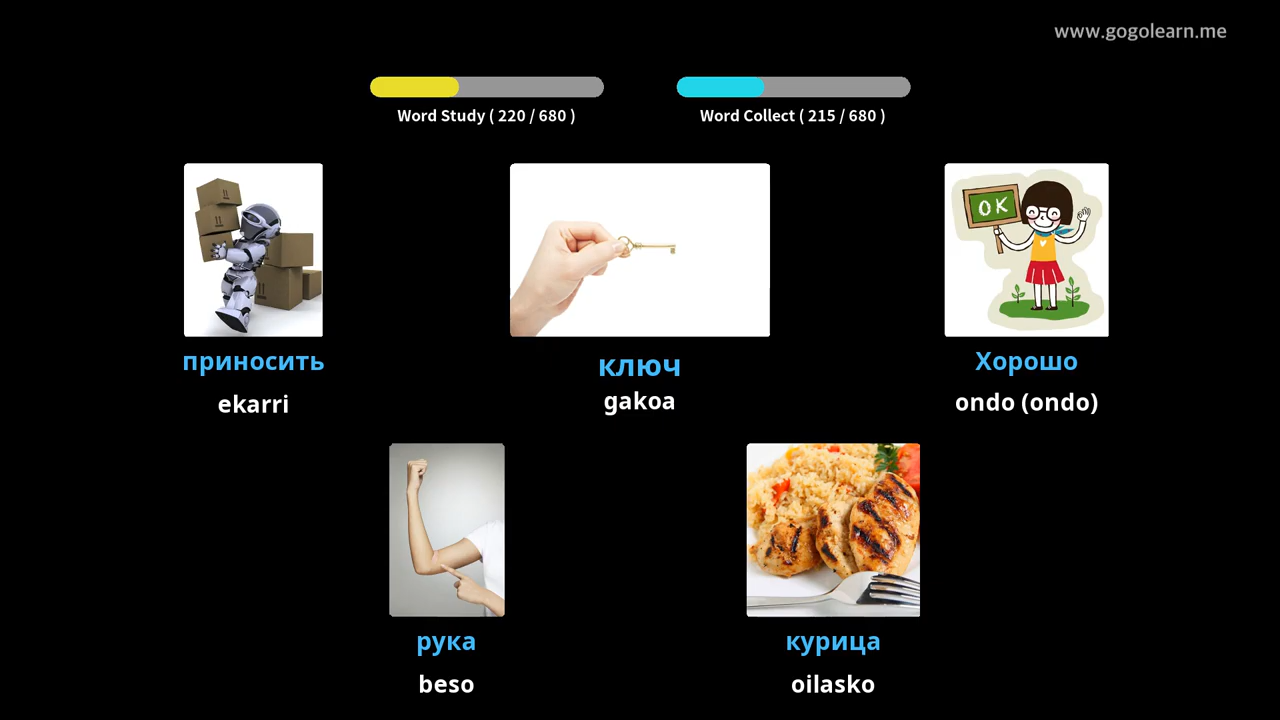 www.gogolearn.me
Word Study ( 220 / 680 )
Word Collect ( 215 / 680 )
OK
приносить
ключ
Хорошо
ekarri
gakoa
ondo (ondo)
рука
курица
beso
oilasko